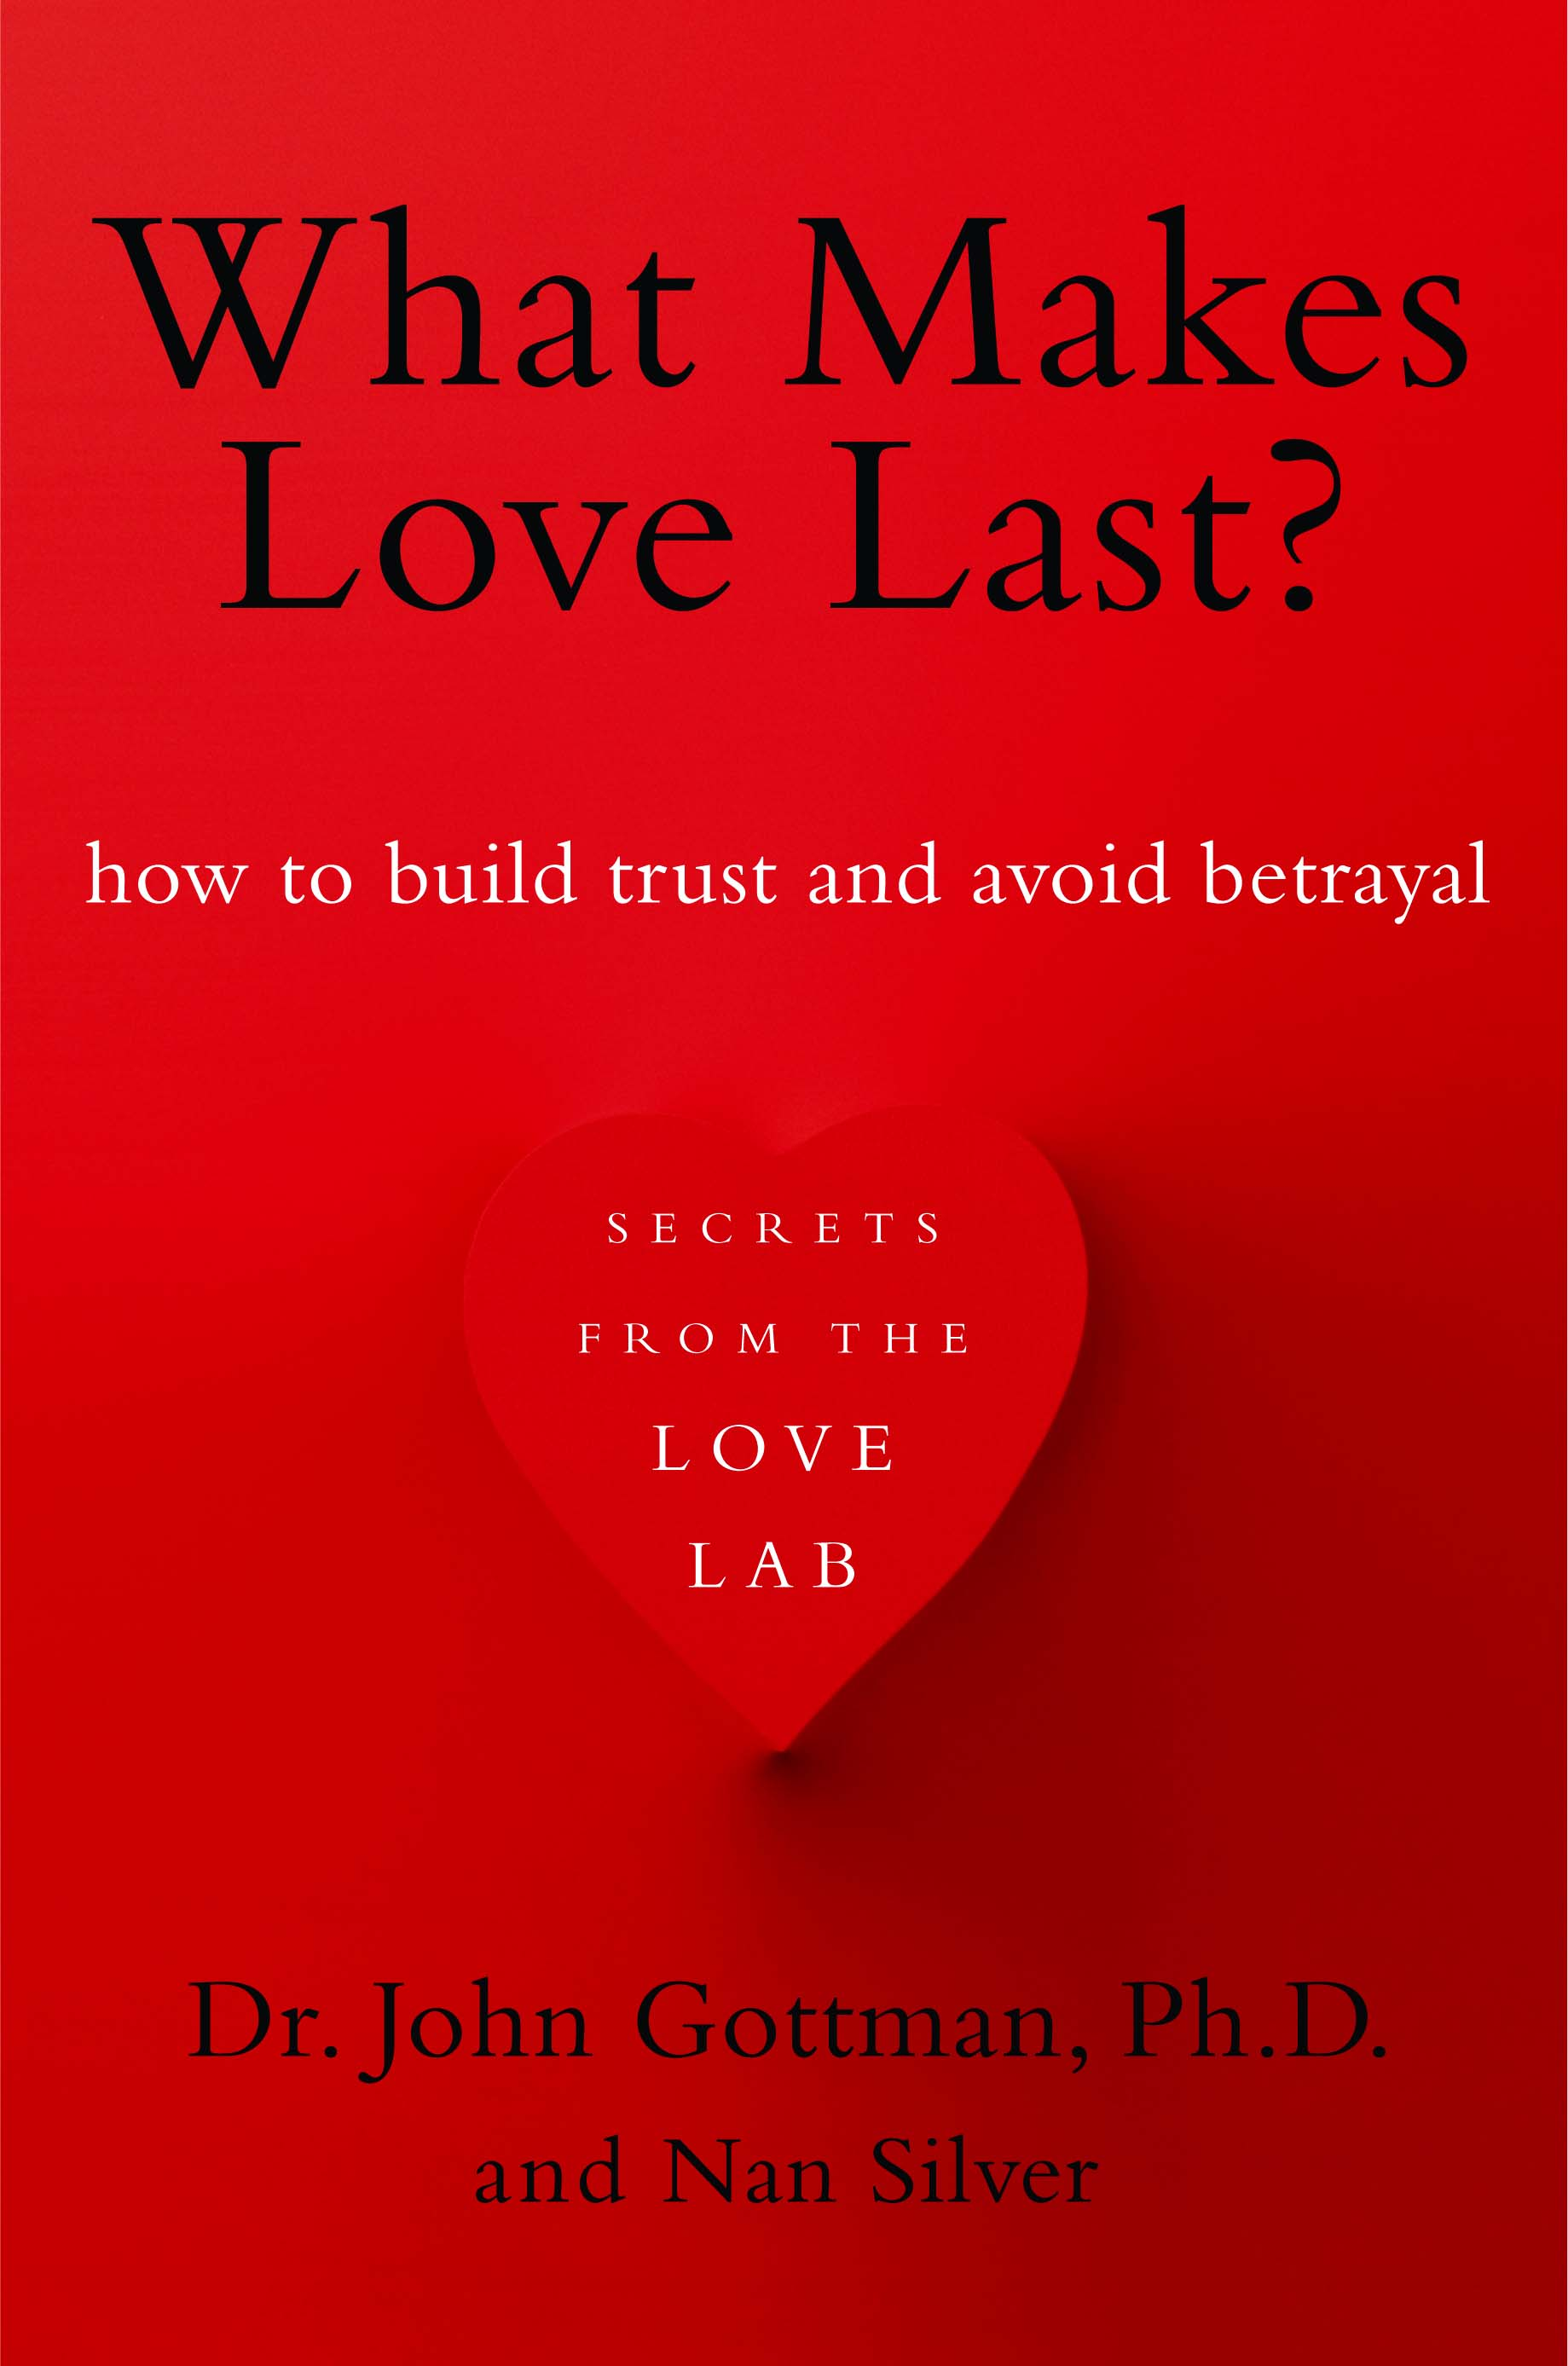 What Makes
Love Last?
how to build trust and avoid betrayal
SECRETS
FROM THE
LOVE
LAB
Dr. John Gottman, Ph.D.
and Nan Silver